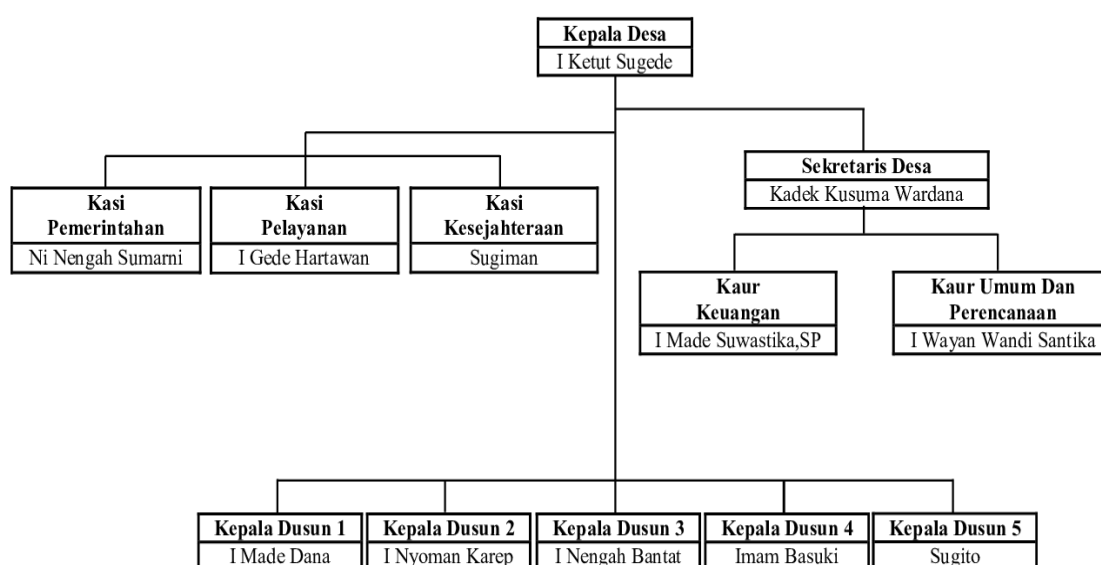 Kepala Desa
I Ketut Sugede
Sekretaris Desa
Kadek Kusuma Wardana
Kasi
Pemerintahan
Ni Nengah Sumarni
Kasi
Pelayanan
I Gede Hartawan
Kasi
Kesejahteraan
Sugiman
Kaur
Keuangan
I Made Suwastika,SP
Kaur Umum Dan
Perencanaan
I Wayan Wandi Santika
Kepala Dusun 1
I Made Dana
Kepala Dusun 2
I Nyoman Karep
Kepala Dusun 3
I Nengah Bantat
Kepala Dusun 4
Imam Basuki
Kepala Dusun 5
Sugito